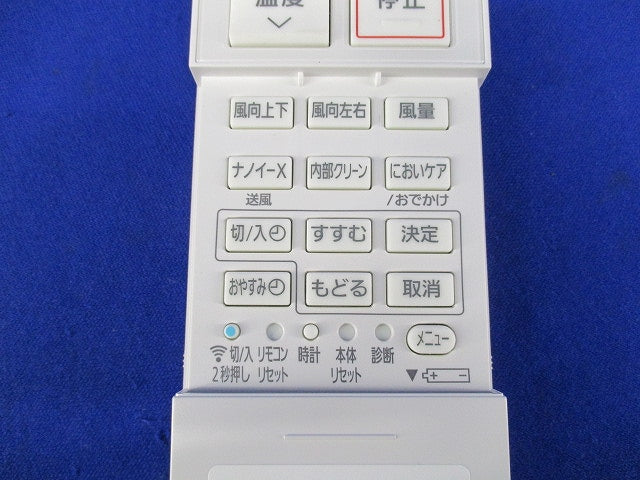 温度 停止
風向上下 風向左右 風量
ナノイーX 内部クリーン においケア
送風 /おでかけ
切/入 すすむ 決定
おやすみ もどる 取消
メニュー
切/入 リモコン 時計 本体 診断
2秒押し リセット リセット
▼ + −